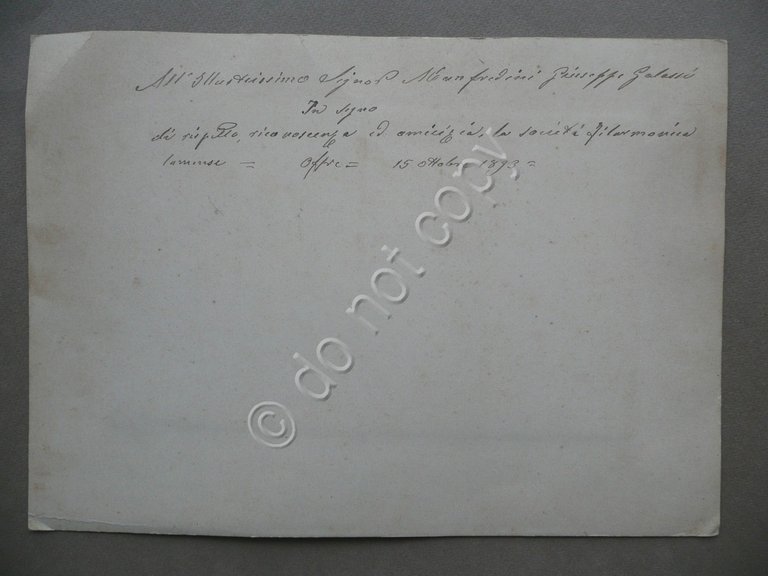 All' Illustrissimo Signor Manfredini Giuseppe Galassi
In segno
di rispetto, riconoscenza ed amicizia, la società Filarmonica
offre = 15 Ottobre 1893 =
© do not copy